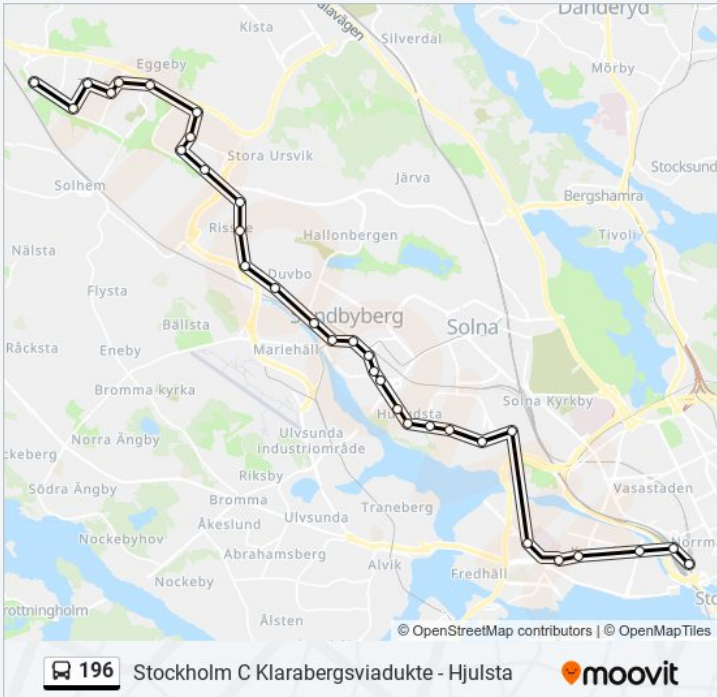 Danderyd
Kista
Silverdal
Eggeby
Mörby
Stora Ursvik
Stocksund
Järva
Solhem
Bergshamra
Hallonbergen
Tivoli
Nälsta
Duvbo
Flysta
Sundbyberg
Solna
Bällsta
Råcksta
Eneby
Mariehäll
Bromma kyrka
Solna Kyrkby
Norra Ängby
Ulvsunda
industriområde
Riksby
Vasastaden
Södra Ängby
Bromma
Traneberg
Åkeslund
Ulvsunda
Nockebyhov
Abrahamsberg
Alvik
Fredhäll
Nockeby
Ålsten
© OpenStreetMap contributors | © OpenMapTiles
196 Stockholm C Klarabergsviadukte - Hjulsta
moovit